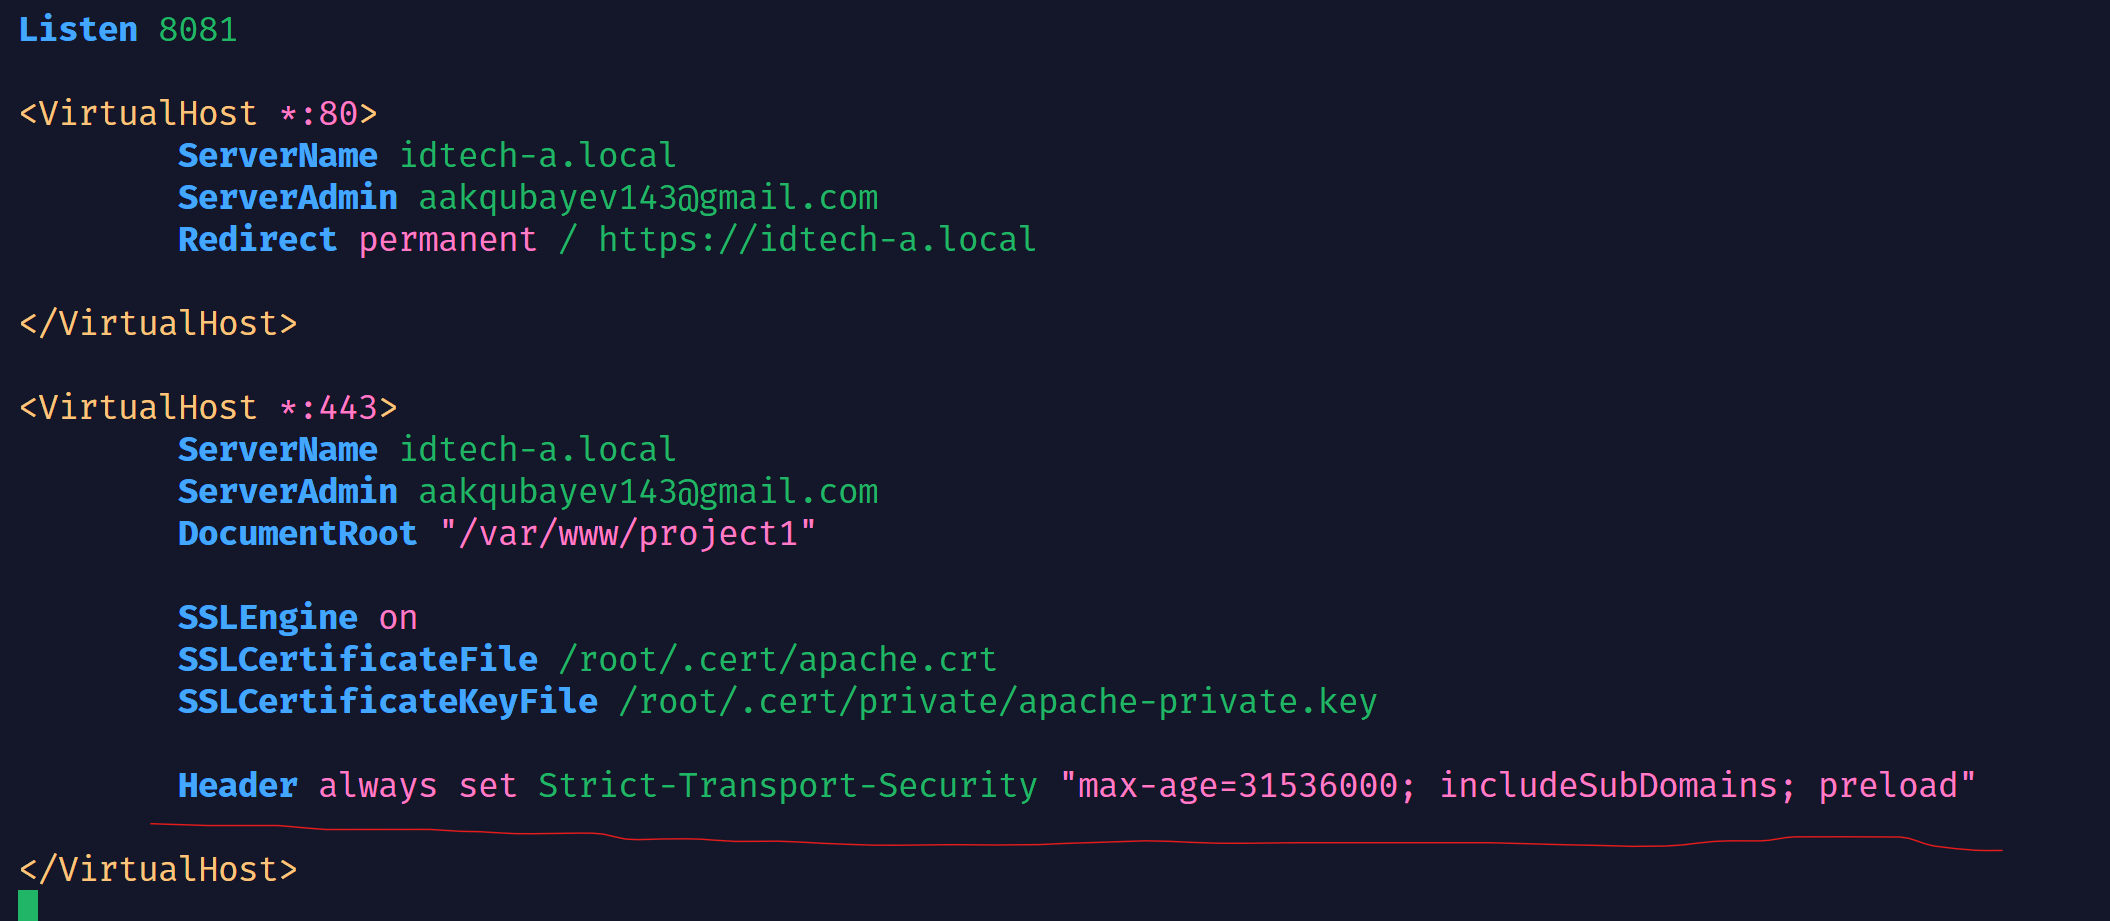 Listen 8081
<VirtualHost *:80>
ServerName idtech-a.local
ServerAdmin aakqubayev143@gmail.com
Redirect permanent / https://idtech-a.local
</VirtualHost>
<VirtualHost *:443>
ServerName idtech-a.local
ServerAdmin aakqubayev143@gmail.com
DocumentRoot "/var/www/project1"
SSLEngine on
SSLCertificateFile /root/.cert/apache.crt
SSLCertificateKeyFile /root/.cert/private/apache-private.key
Header always set Strict-Transport-Security "max-age=31536000; includeSubDomains; preload"
</VirtualHost>